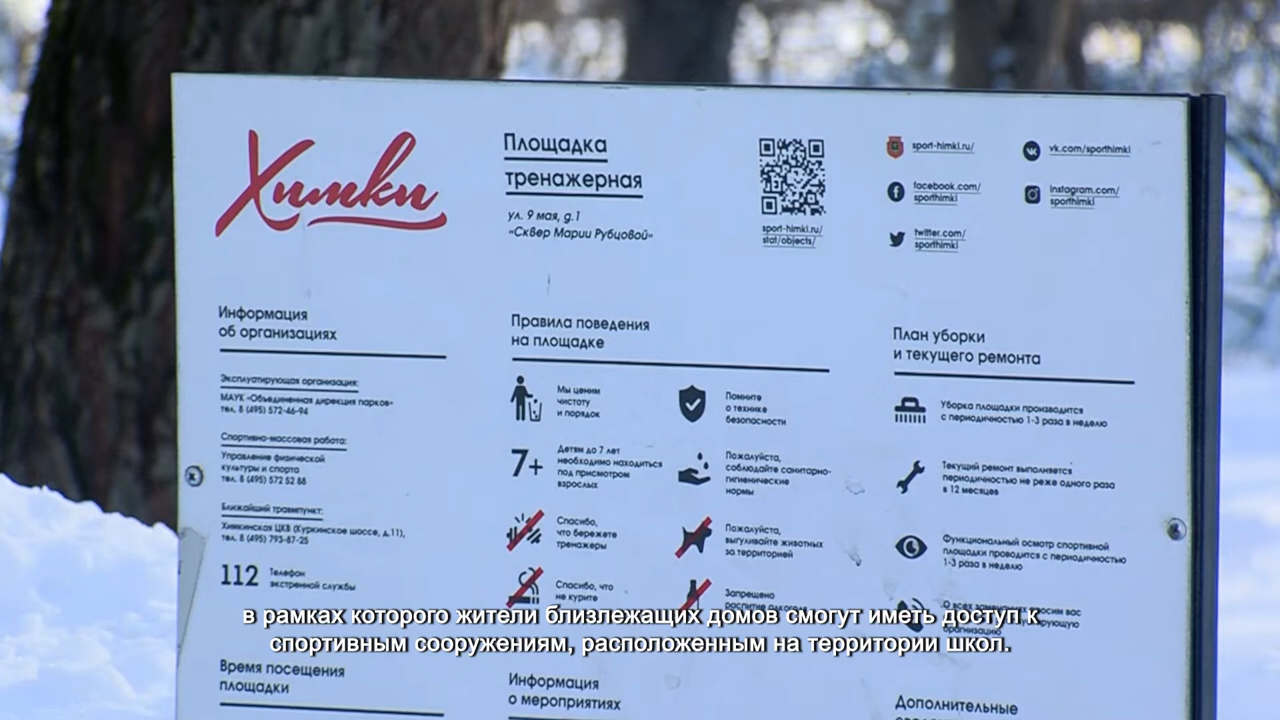 Химки
Площадка
тренажерная
ул. 9 мая, д.1
«Сквер Марии Рубцовой»
sport-himki.ru/
stat/objects/
sport-himki.ru/
vk.com/sporthimki
facebook.com/
sporthimki
instagram.com/
sporthimki
twitter.com/
sporthimki
Информация
об организациях
Эксплуатирующая организация:
МАУК «Объединенная дирекция парков»
тел. 8 (495) 572-46-94
Спортивно-массовая работа:
Управление физической
культуры и спорта
тел. 8 (495) 572 52 88
Ближайший травмпункт:
Химкинская ЦКБ (Куркинское шоссе, д.11),
тел. 8 (495) 793-87-25
112 Телефон
экстренной службы
Время посещения
площадки
Правила поведения
на площадке
Мы ценим
чистоту
и порядок
Помните
о технике
безопасности
7+
Детям до 7 лет
необходимо находиться
под присмотром
взрослых
Пожалуйста,
соблюдайте санитарно-
гигиенические
нормы
Спасибо,
что бережете
тренажеры
Пожалуйста,
выгуливайте животных
за территорией
Спасибо, что
не курите
Запрещено
распитие алкоголя
Информация
о мероприятиях
План уборки
и текущего ремонта
Уборка площадки производится
с периодичностью 1-3 раза в неделю
Текущий ремонт выполняется
периодичностью не реже одного раза
в 12 месяцев
Функциональный осмотр спортивной
площадки проводится с периодичностью
1-3 раза в неделю
О всех замечаниях просим вас
организацию
Дополнительные
в рамках которого жители близлежащих домов смогут иметь доступ к
спортивным сооружениям, расположенным на территории школ.